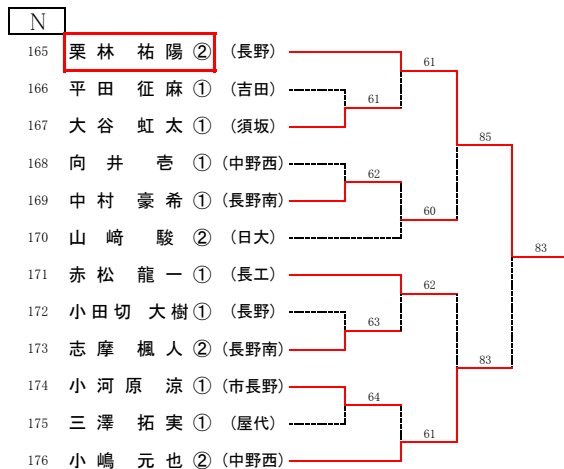 N
165 栗林 祐陽② (長野)
61
166 平田 征麻① (吉田)
61
167 大谷 虹太① (須坂)
85
168 向井 壱① (中野西)
62
169 中村 豪希① (長野南)
60
170 山﨑 駿② (日大)
83
171 赤松 龍一① (長工)
62
172 小田切 大樹① (長野)
63
173 志摩 楓人② (長野南)
83
174 小河原 涼① (市長野)
64
175 三澤 拓実① (屋代)
61
176 小嶋 元也② (中野西)